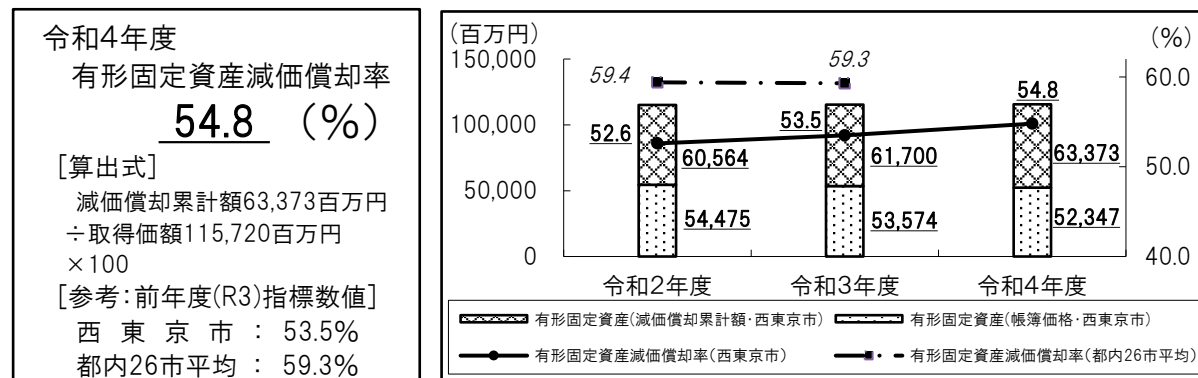 令和4年度
有形固定資産減価償却率
54.8 (%)
[算出式]
減価償却累計額63,373百万円
÷取得価額115,720百万円
×100
[参考:前年度(R3)指標数値]
西東京市：53.5%
都内26市平均：59.3%
(百万円)
(%)
150,000
100,000
50,000
0
59.4
59.3
52.6
53.5
54.8
60,564
61,700
63,373
54,475
53,574
52,347
60.0
50.0
40.0
令和2年度
令和3年度
令和4年度
有形固定資産(減価償却累計額・西東京市)
有形固定資産(帳簿価格・西東京市)
有形固定資産減価償却率(西東京市)
有形固定資産減価償却率(都内26市平均)